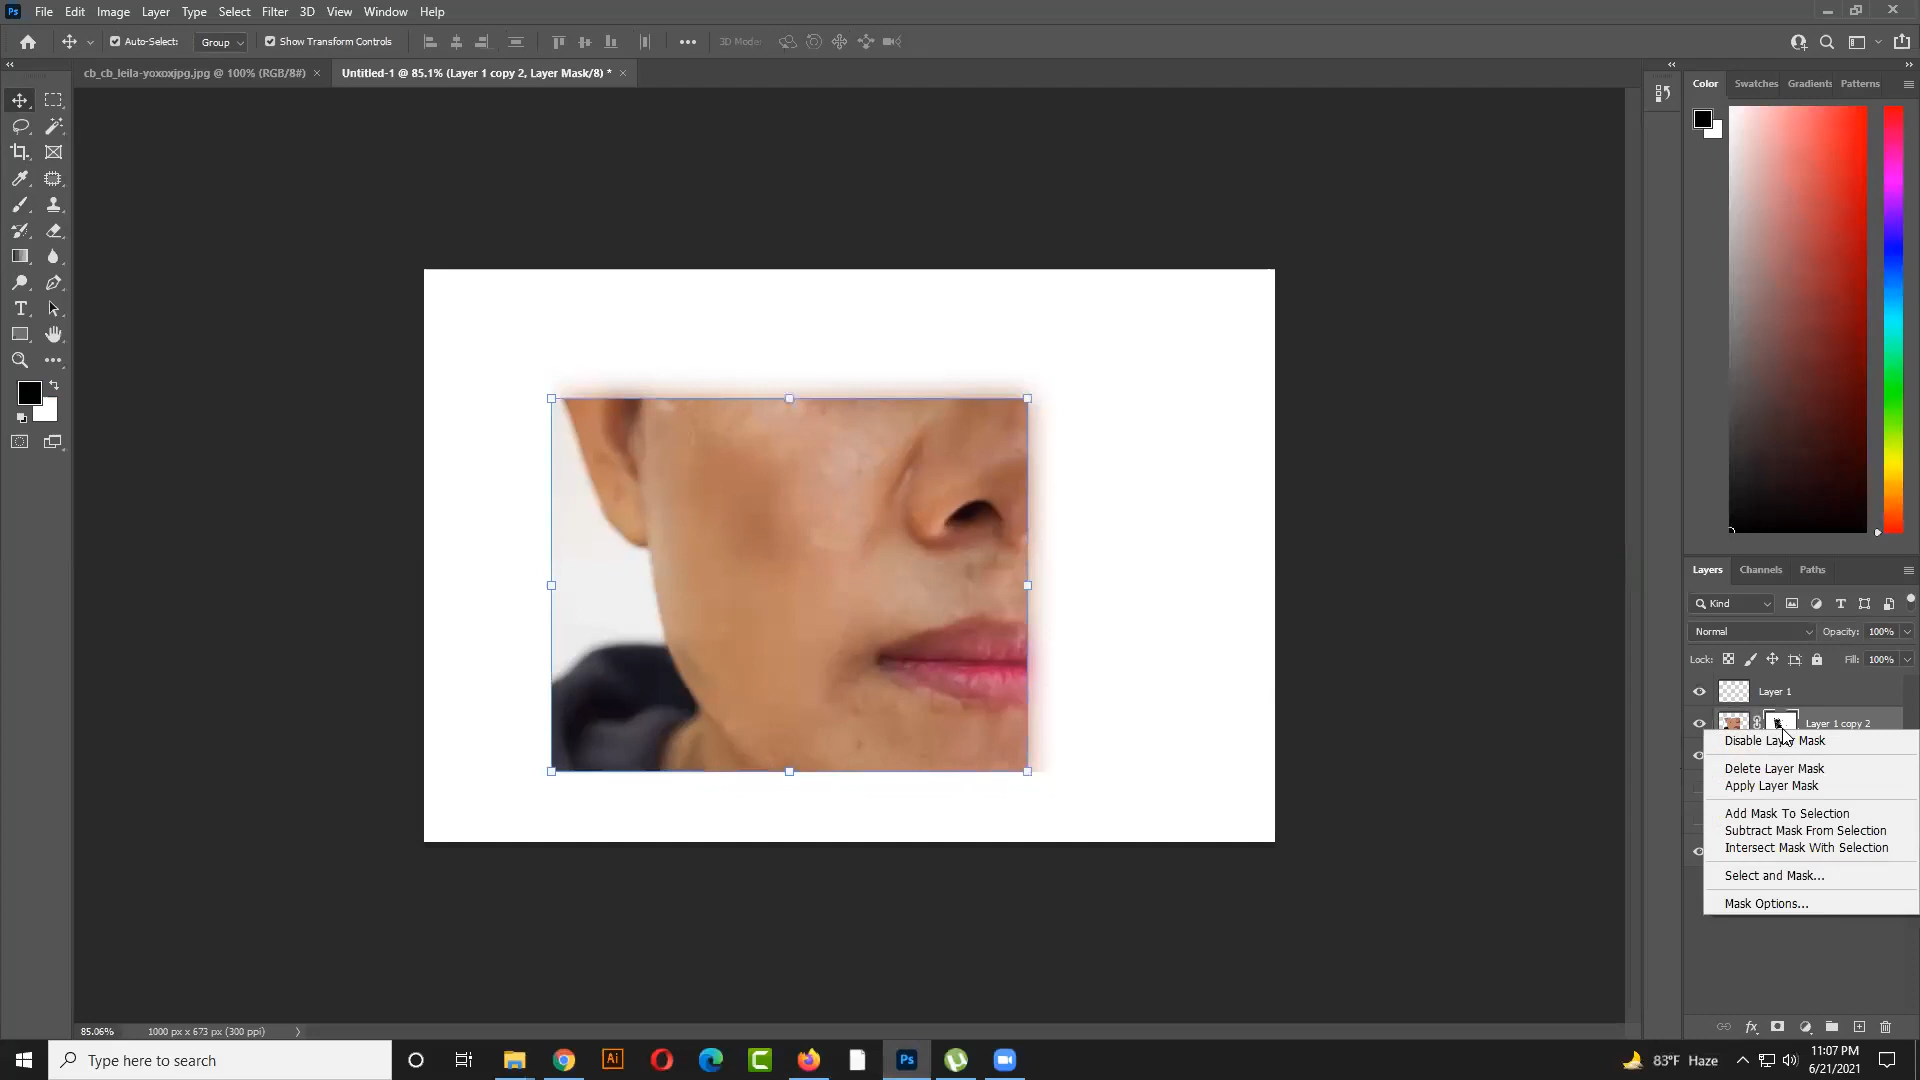 Ps File Edit Image Layer Type Select Filter 3D View Window Help
Auto-Select: Group Show Transform Controls 3D Mode:
cb_cb_leila-yoxoxjpg.jpg @ 100% (RGB/8#) × Untitled-1 @ 85.1% (Layer 1 copy 2, Layer Mask/8) * ×
Color Swatches Gradients Patterns
Layers Channels Paths
Kind
Normal Opacity: 100%
Lock: Fill: 100%
Layer 1
Layer 1 copy 2
Disable Layer Mask
Delete Layer Mask
Apply Layer Mask
Add Mask To Selection
Subtract Mask From Selection
Intersect Mask With Selection
Select and Mask...
Mask Options...
85.06% 1000 px x 673 px (300 ppi)
Type here to search
Ai
Ps
83°F Haze
11:07 PM
6/21/2021